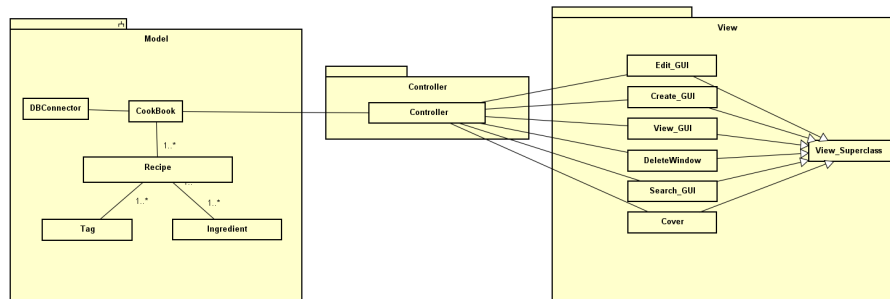 Model
DBConnector
CookBook
1..*
Recipe
1..*
1..*
Tag
Ingredient
Controller
Controller
View
Edit_GUI
Create_GUI
View_GUI
DeleteWindow
Search_GUI
Cover
View_Superclass